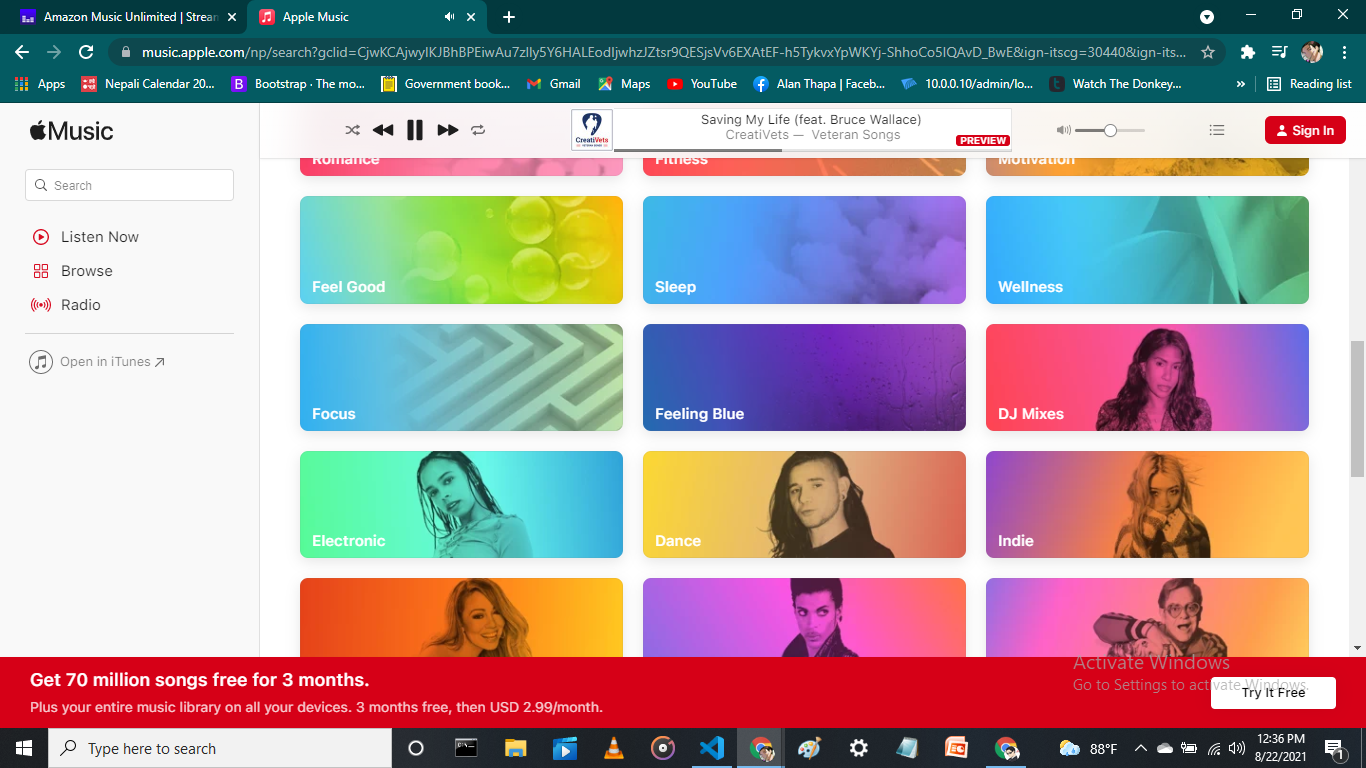 Amazon Music Unlimited | Strean
Apple Music
music.apple.com/np/search?gclid=CjwKCAjwylKJBhBPEiwAu7zlly5Y6HALEodIjwhzJZtsr9QESjsVv6EXAtEF-h5TykvxYpWKYj-ShhoCo5IQAvD_BwE&ign-itscg=30440&ign-its...
Apps
Nepali Calendar 20...
Bootstrap · The mo...
Government book...
Gmail
Maps
YouTube
Alan Thapa | Faceb...
10.0.0.10/admin/lo...
Watch The Donkey...
»
Reading list
Music
CreatiVets
Saving My Life (feat. Bruce Wallace)
CreatiVets — Veteran Songs
PREVIEW
Sign In
Search
Listen Now
Browse
Radio
Open in iTunes
Romance
Fitness
Motivation
Feel Good
Sleep
Wellness
Focus
Feeling Blue
DJ Mixes
Electronic
Dance
Indie
Get 70 million songs free for 3 months.
Plus your entire music library on all your devices. 3 months free, then USD 2.99/month.
Try It Free
Activate Windows
Go to Settings to activate Windows.
Type here to search
88°F
12:36 PM
8/22/2021
1